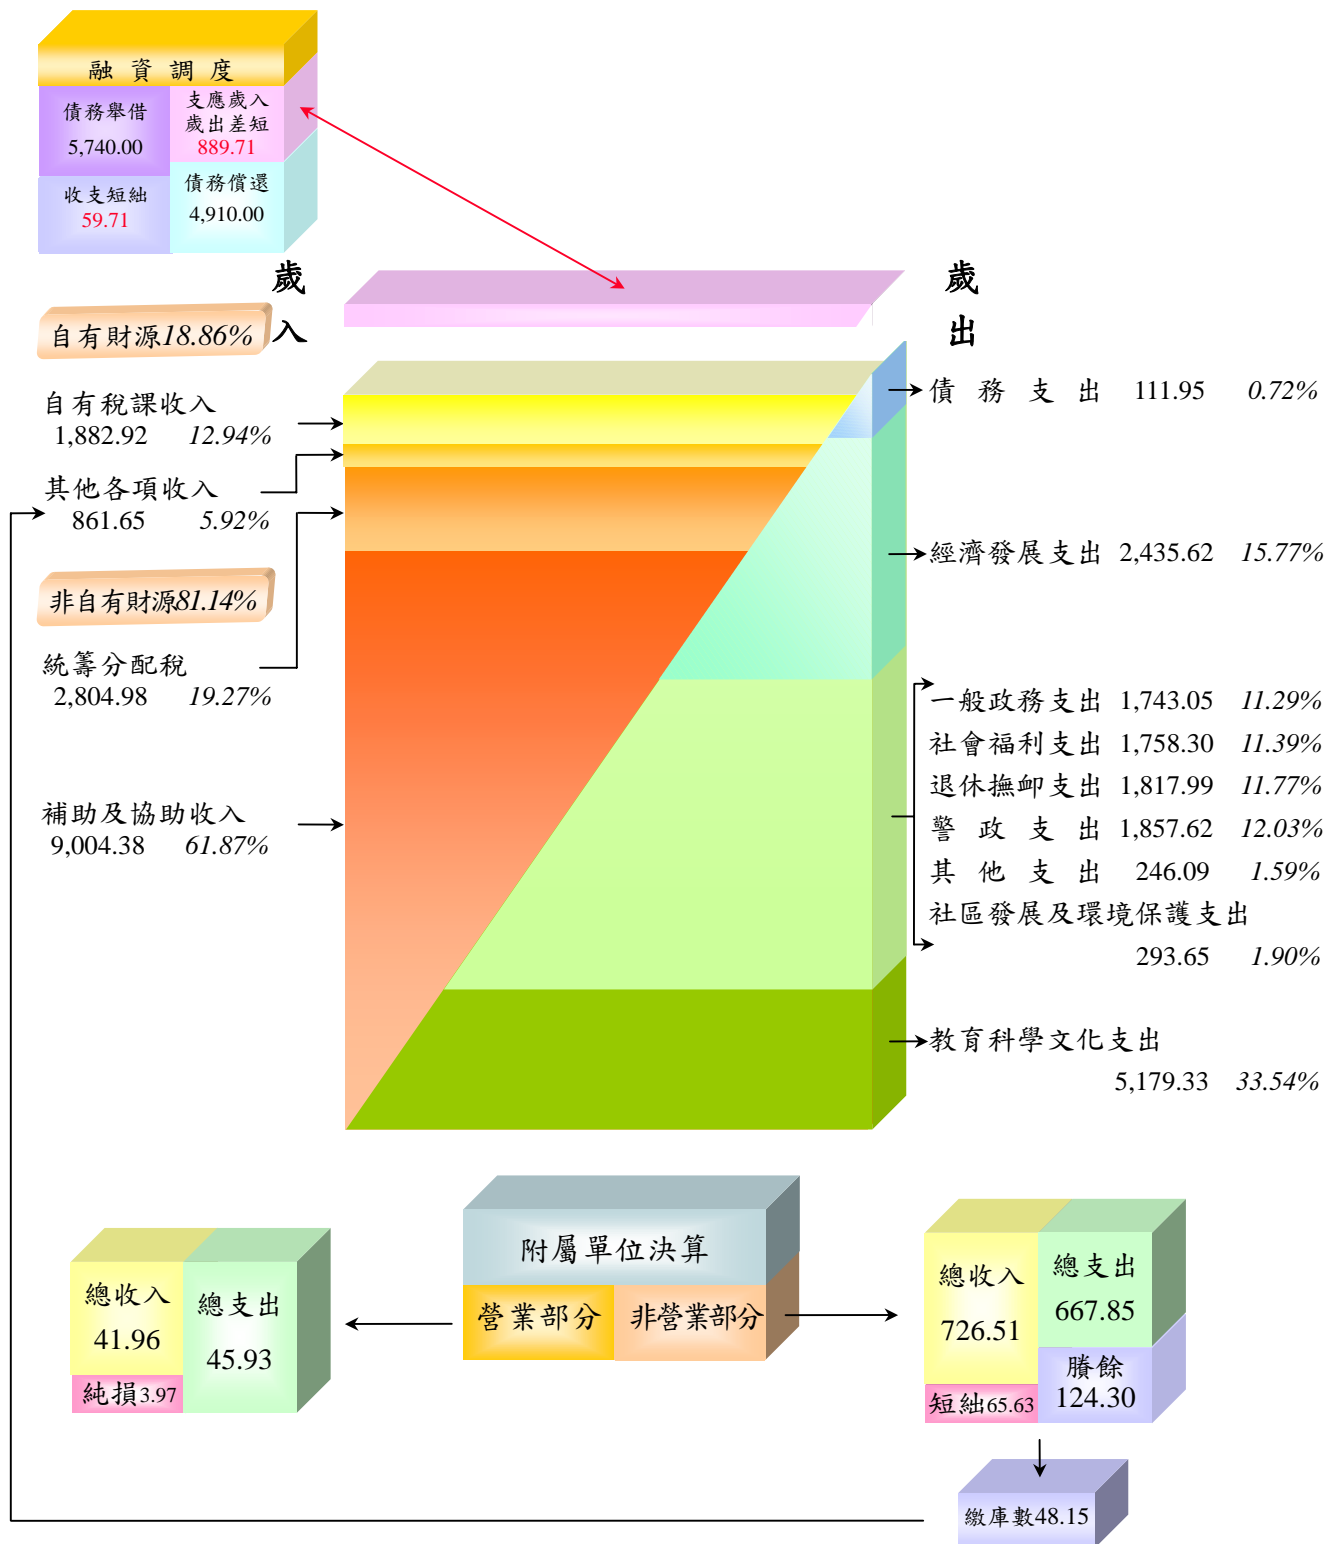 融資調度
債務舉借
5,740.00
支應歲入
歲出差短
889.71
收支短絀
59.71
債務償還
4,910.00
歲入
自有財源18.86%
自有稅課收入
1,882.92 12.94%
其他各項收入
861.65 5.92%
非自有財源81.14%
統籌分配稅
2,804.98 19.27%
補助及協助收入
9,004.38 61.87%
歲出
債務支出 111.95 0.72%
經濟發展支出 2,435.62 15.77%
一般政務支出 1,743.05 11.29%
社會福利支出 1,758.30 11.39%
退休撫卹支出 1,817.99 11.77%
警政支出 1,857.62 12.03%
其他支出 246.09 1.59%
社區發展及環境保護支出
293.65 1.90%
教育科學文化支出
5,179.33 33.54%
附屬單位決算
營業部分
非營業部分
總收入
41.96
純損3.97
總支出
45.93
總收入
726.51
短絀65.63
總支出
667.85
賸餘
124.30
繳庫數48.15